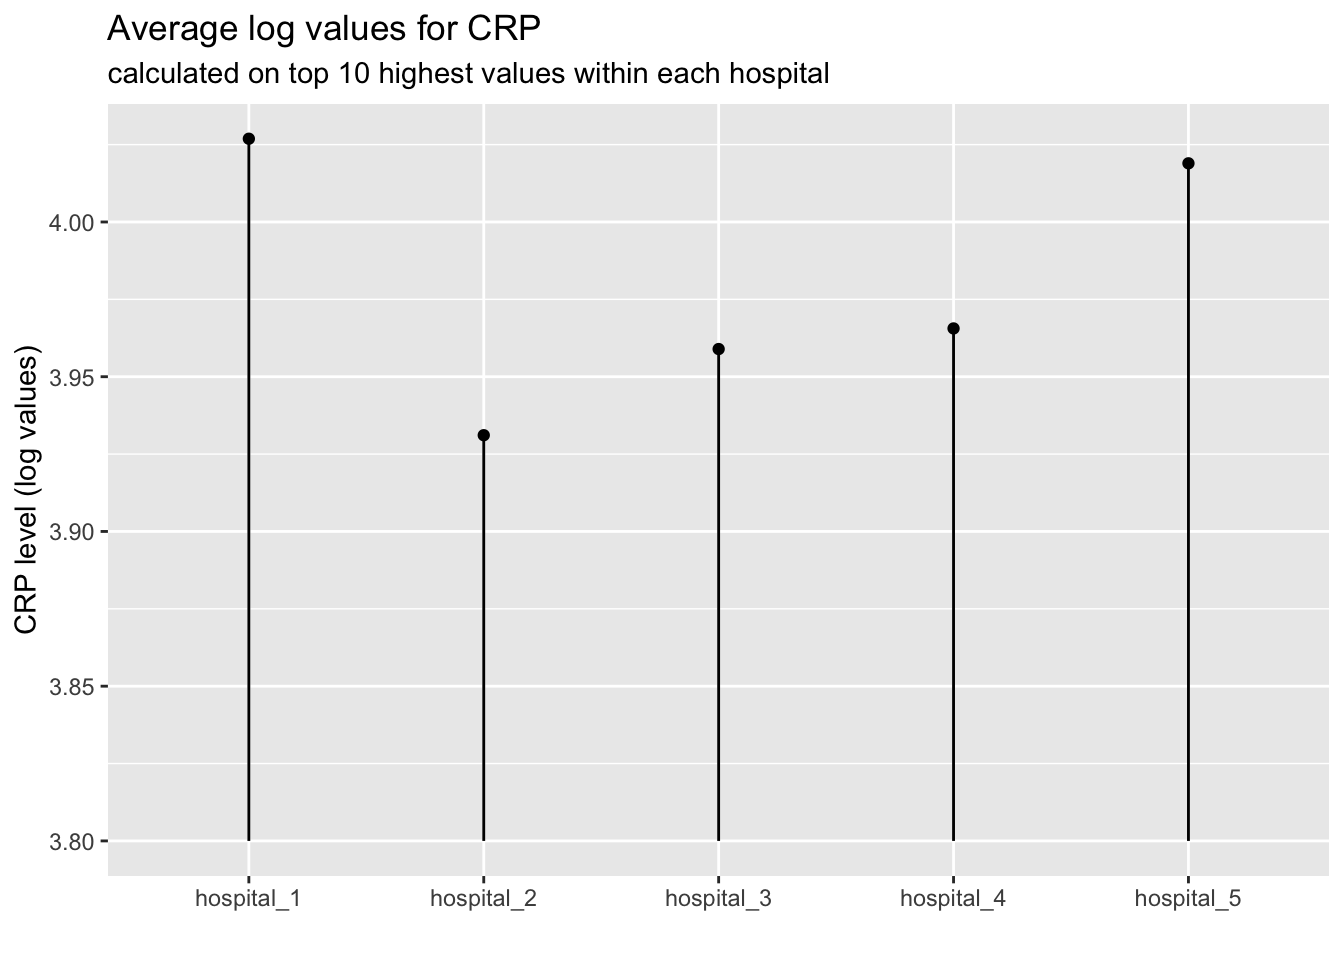 Average log values for CRP
calculated on top 10 highest values within each hospital
CRP level (log values)
4.00
3.95
3.90
3.85
3.80
hospital_1
hospital_2
hospital_3
hospital_4
hospital_5